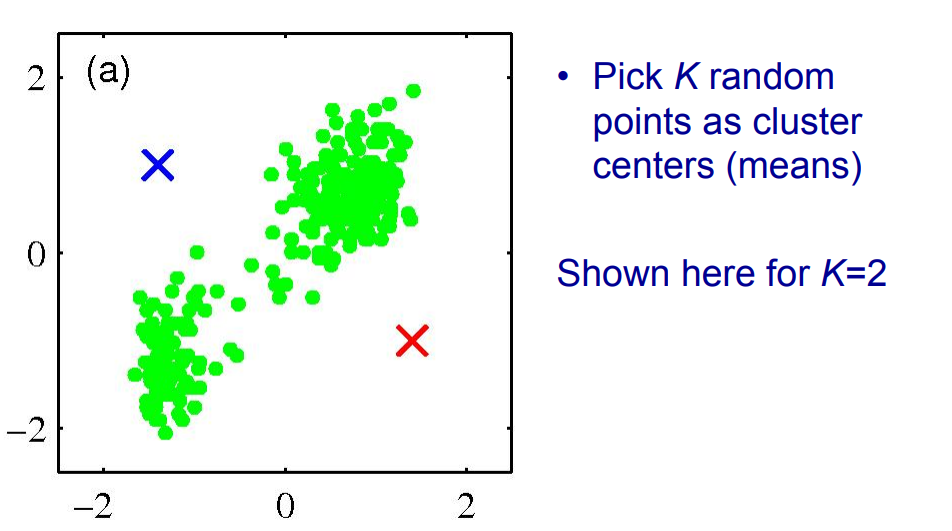 (a)
2
0
−2
−2
0
2
• Pick K random
points as cluster
centers (means)
Shown here for K=2